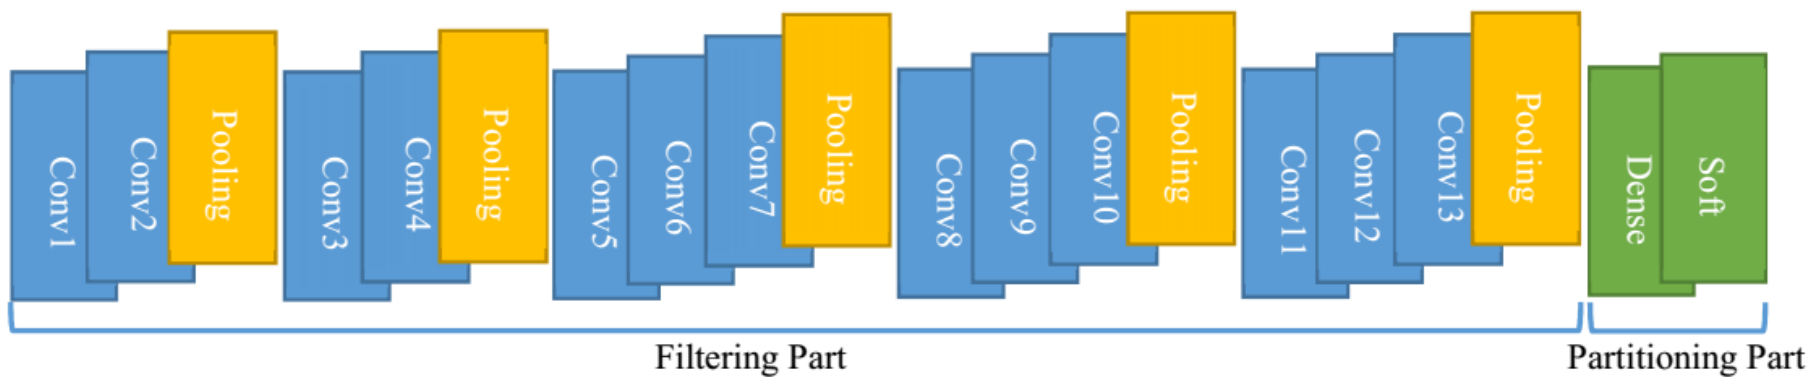 Conv1
Conv2
Pooling
Conv3
Conv4
Pooling
Conv5
Conv6
Conv7
Pooling
Conv8
Conv9
Conv10
Pooling
Conv11
Conv12
Conv13
Pooling
Dense
Soft
Filtering Part
Partitioning Part